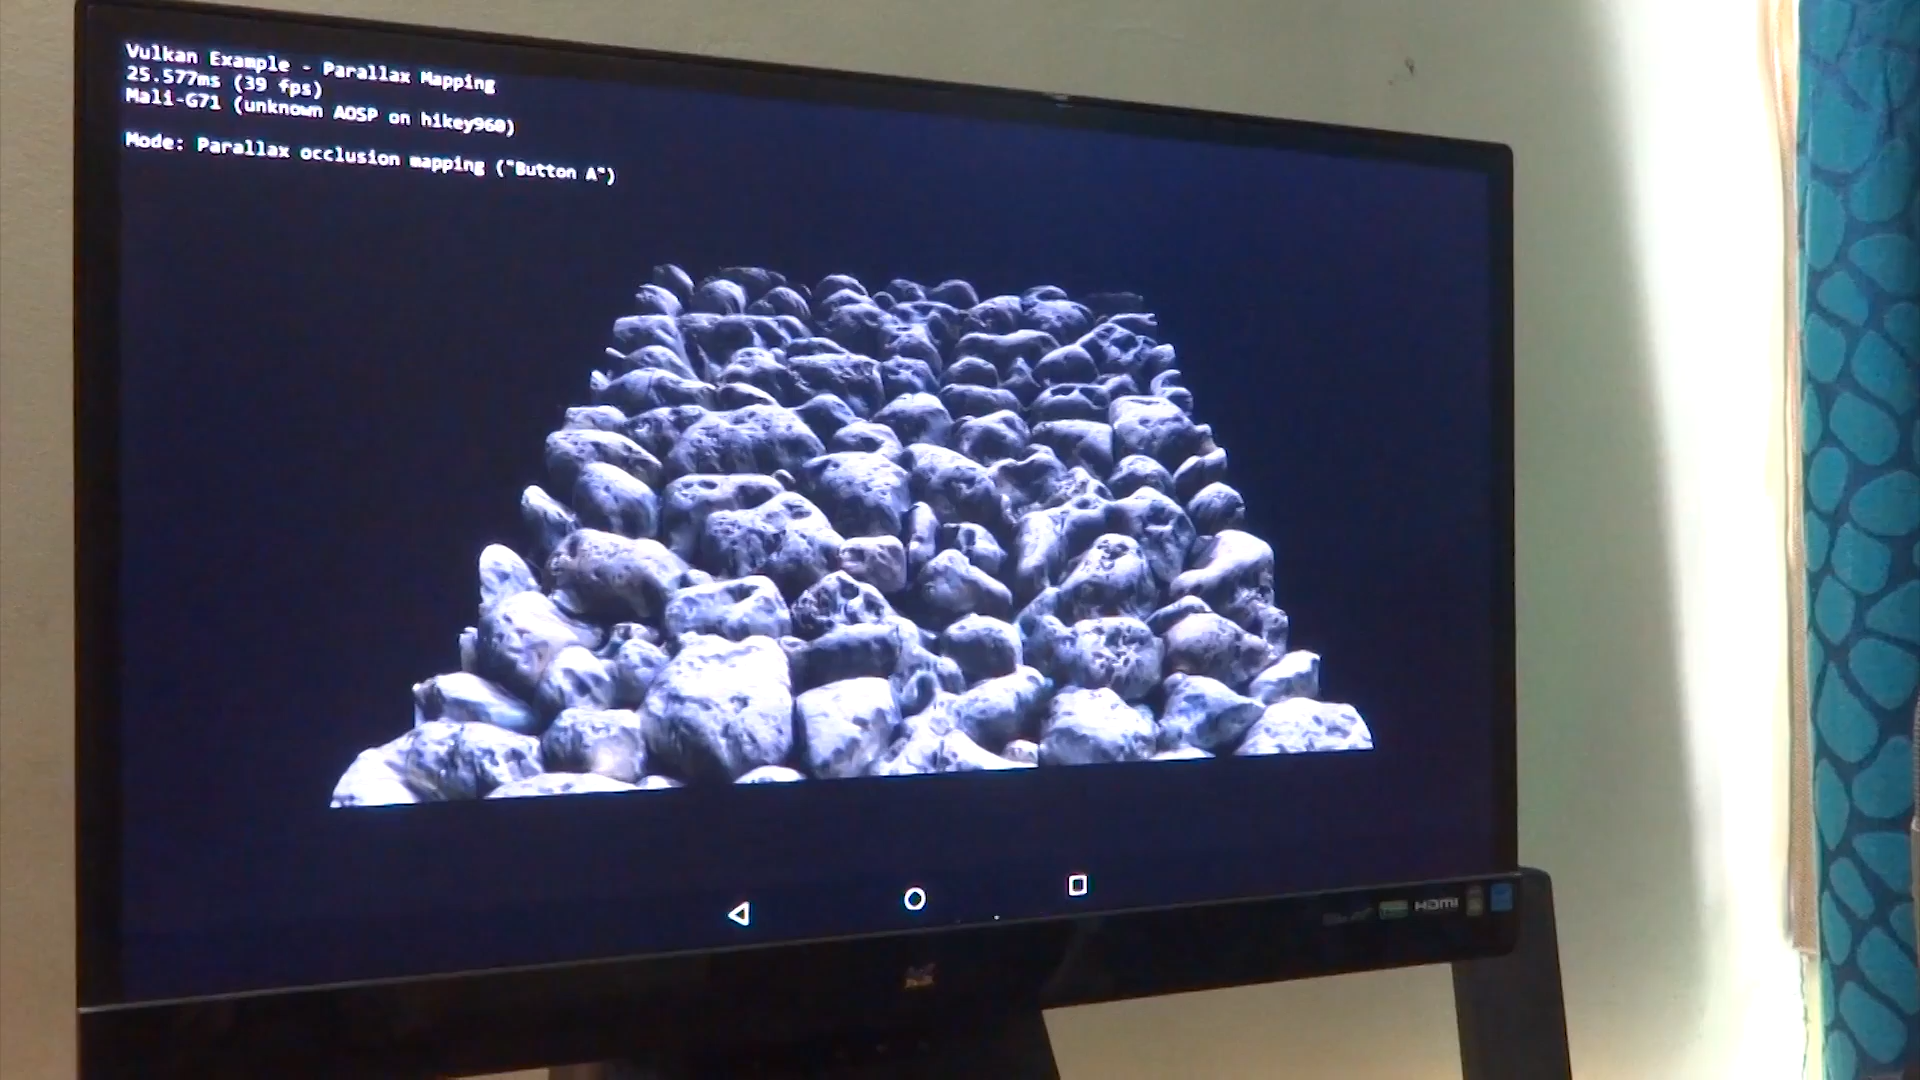 Vulkan Example - Parallax Mapping
25.577ms (39 fps)
Mali-G71 (unknown AOSP on hikey960)
Mode: Parallax occlusion mapping ("Button A")
HDMI